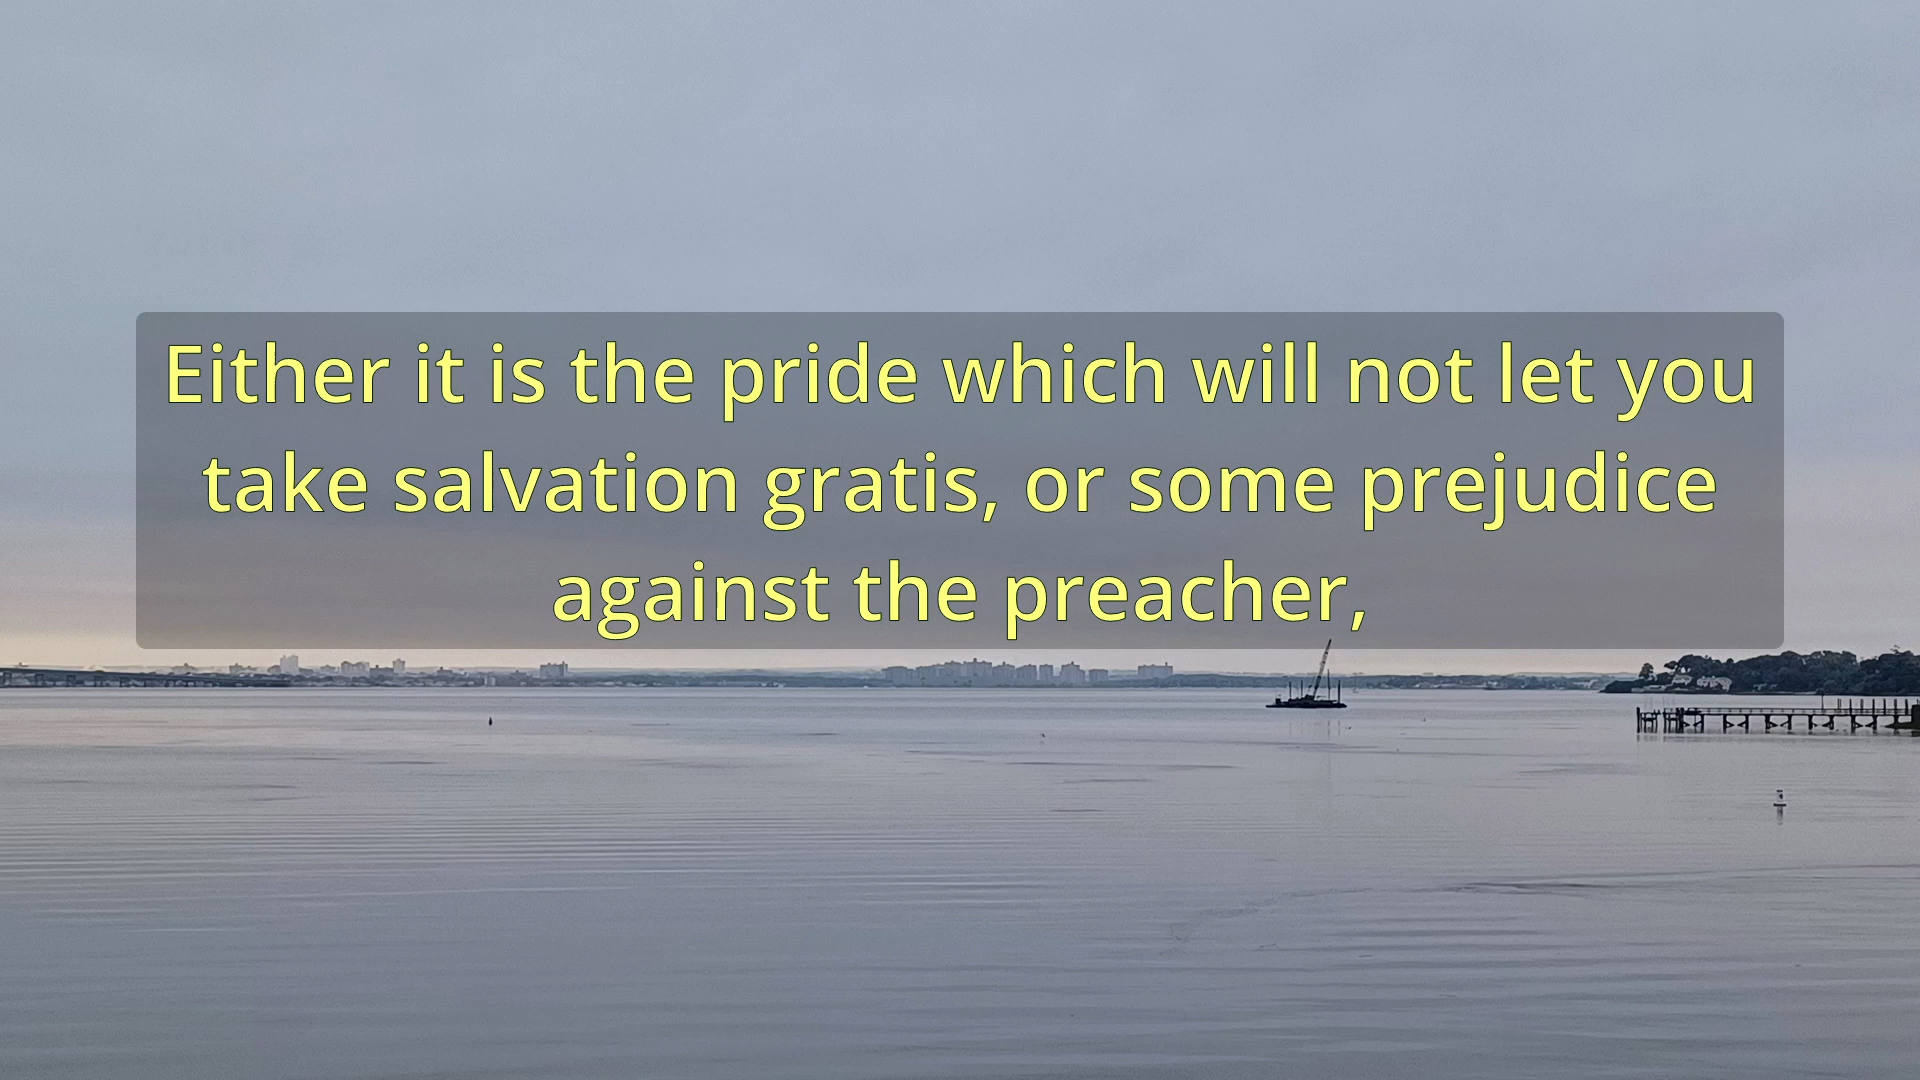 Either it is the pride which will not let you
take salvation gratis, or some prejudice
against the preacher,